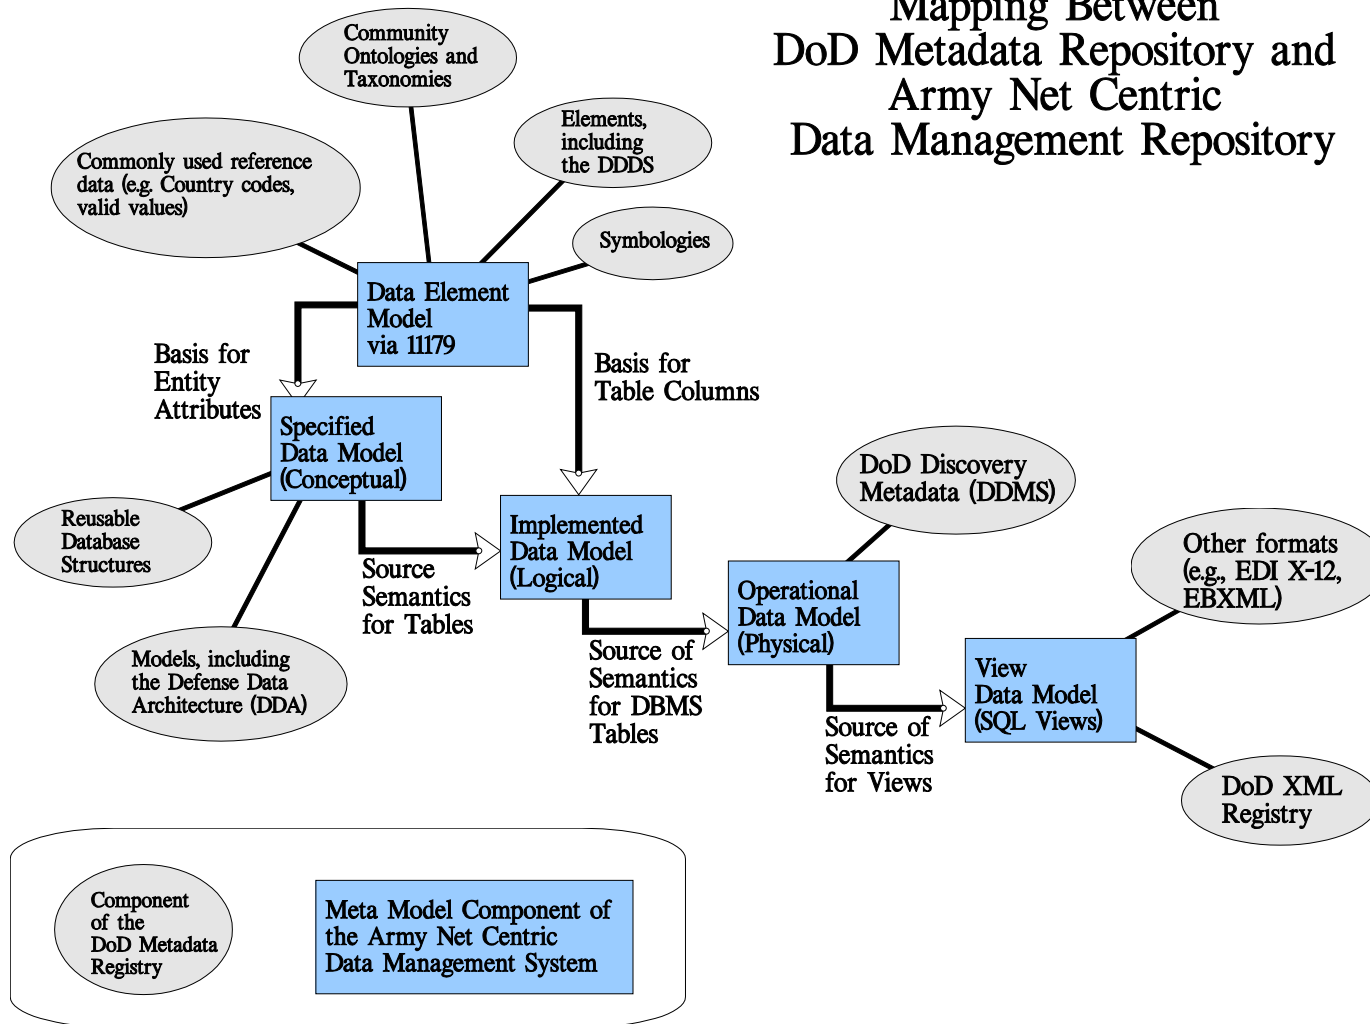 Mapping Between
DoD Metadata Repository and
Army Net Centric
Data Management Repository
Community
Ontologies and
Taxonomies
Elements,
including
the DDDS
Commonly used reference
data (e.g. Country codes,
valid values)
Symbologies
Data Element
Model
via 11179
Basis for
Entity
Attributes
Basis for
Table Columns
Specified
Data Model
(Conceptual)
Reusable
Database
Structures
Models, including
the Defense Data
Architecture (DDA)
Source
Semantics
for Tables
Implemented
Data Model
(Logical)
DoD Discovery
Metadata (DDMS)
Source of
Semantics
for DBMS
Tables
Operational
Data Model
(Physical)
Other formats
(e.g., EDI X-12,
EBXML)
Source of
Semantics
for Views
View
Data Model
(SQL Views)
DoD XML
Registry
Component
of the
DoD Metadata
Registry
Meta Model Component of
the Army Net Centric
Data Management System